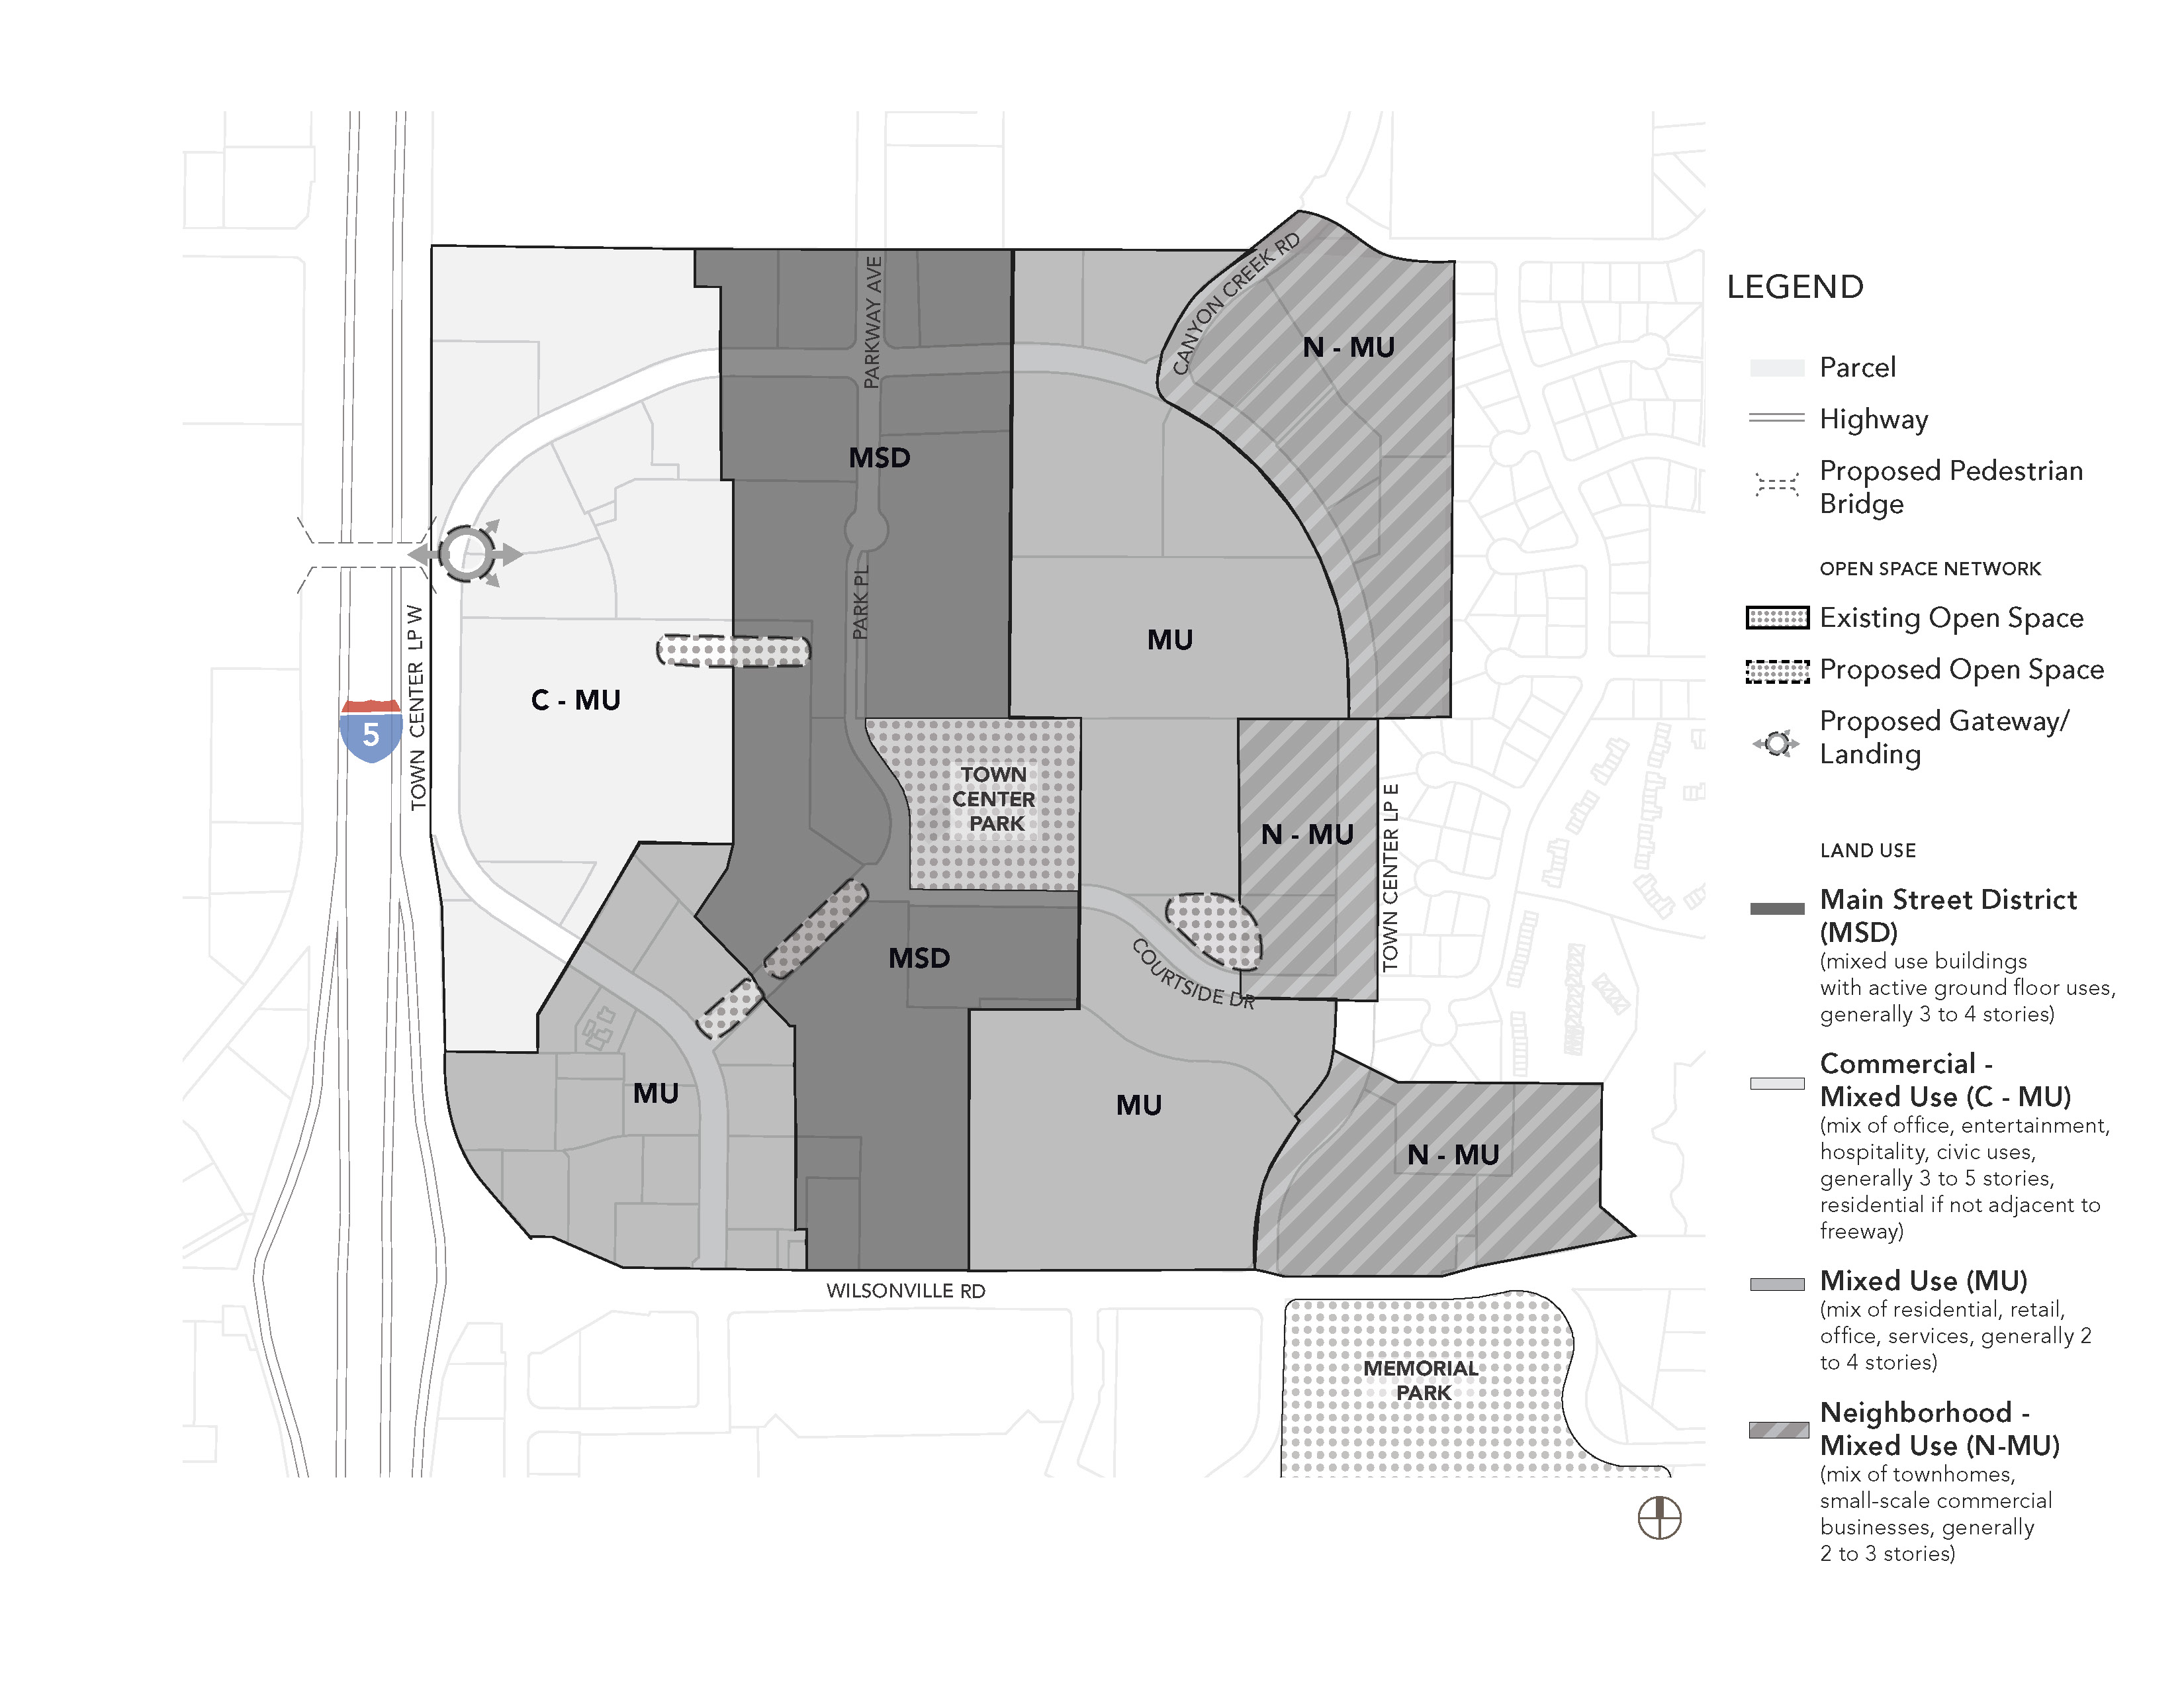 CANYON CREEK RD
PARKWAY AVE
N - MU
MSD
PARK PL
TOWN CENTER LP W
MU
C - MU
5
TOWN
CENTER
PARK
N - MU
TOWN CENTER LP E
MSD
COURTSIDE DR
MU
MU
N - MU
WILSONVILLE RD
MEMORIAL
PARK
LEGEND
Parcel
Highway
Proposed Pedestrian
Bridge
OPEN SPACE NETWORK
Existing Open Space
Proposed Open Space
Proposed Gateway/
Landing
LAND USE
Main Street District
(MSD)
(mixed use buildings
with active ground floor uses,
generally 3 to 4 stories)
Commercial -
Mixed Use (C - MU)
(mix of office, entertainment,
hospitality, civic uses,
generally 3 to 5 stories,
residential if not adjacent to
freeway)
Mixed Use (MU)
(mix of residential, retail,
office, services, generally 2
to 4 stories)
Neighborhood -
Mixed Use (N-MU)
(mix of townhomes,
small-scale commercial
businesses, generally
2 to 3 stories)